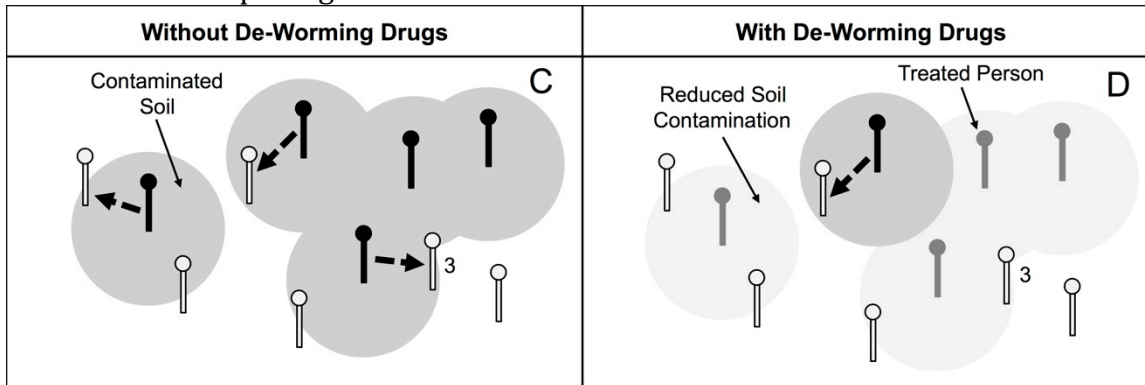 Without De-Worming Drugs
With De-Worming Drugs
Contaminated
Soil
C
3
Treated Person
Reduced Soil
Contamination
D
3